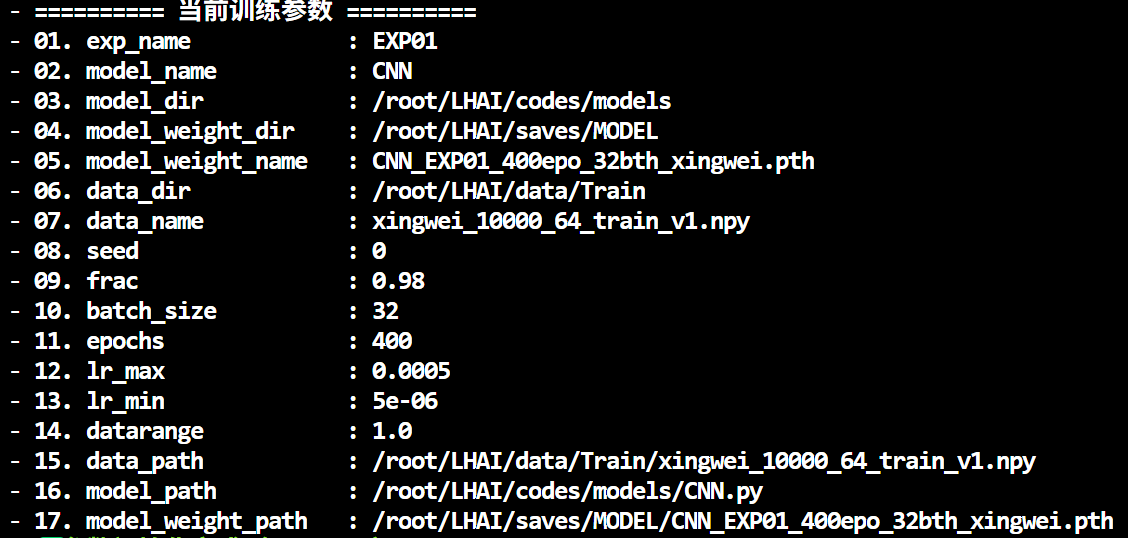 - ========== 当前训练参数 ==========
- 01. exp_name            : EXP01
- 02. model_name          : CNN
- 03. model_dir           : /root/LHAI/codes/models
- 04. model_weight_dir    : /root/LHAI/saves/MODEL
- 05. model_weight_name   : CNN_EXP01_400epo_32bth_xingwei.pth
- 06. data_dir            : /root/LHAI/data/Train
- 07. data_name           : xingwei_10000_64_train_v1.npy
- 08. seed                : 0
- 09. frac                : 0.98
- 10. batch_size          : 32
- 11. epochs              : 400
- 12. lr_max              : 0.0005
- 13. lr_min              : 5e-06
- 14. datarange           : 1.0
- 15. data_path           : /root/LHAI/data/Train/xingwei_10000_64_train_v1.npy
- 16. model_path          : /root/LHAI/codes/models/CNN.py
- 17. model_weight_path   : /root/LHAI/saves/MODEL/CNN_EXP01_400epo_32bth_xingwei.pth